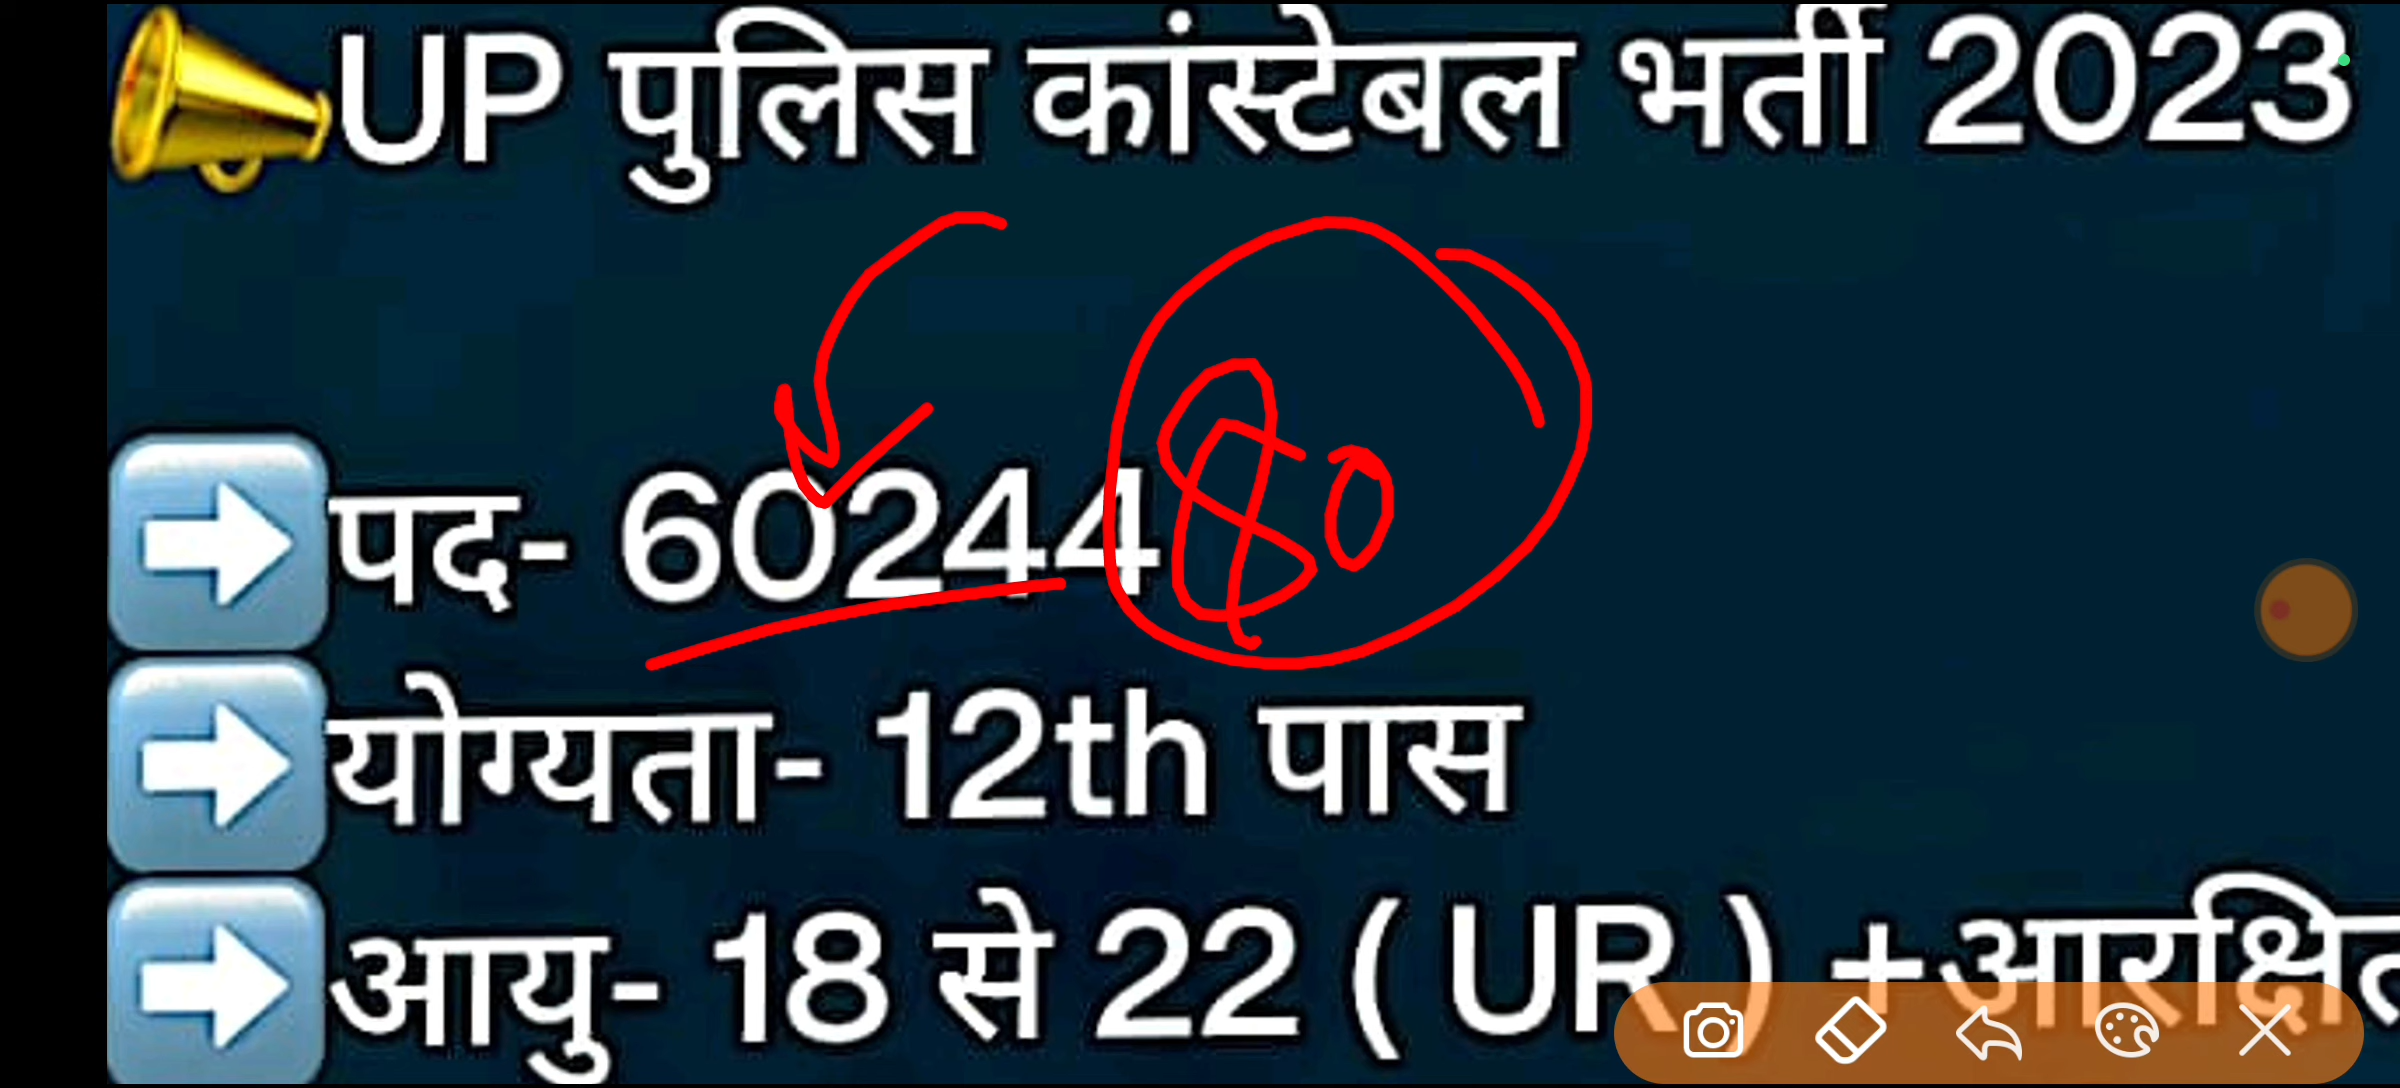 UP पुलिस कांस्टेबल भर्ती 2023
पद- 60244
80
योग्यता- 12th पास
आयु- 18 से 22 ( UR ) +आरक्षित